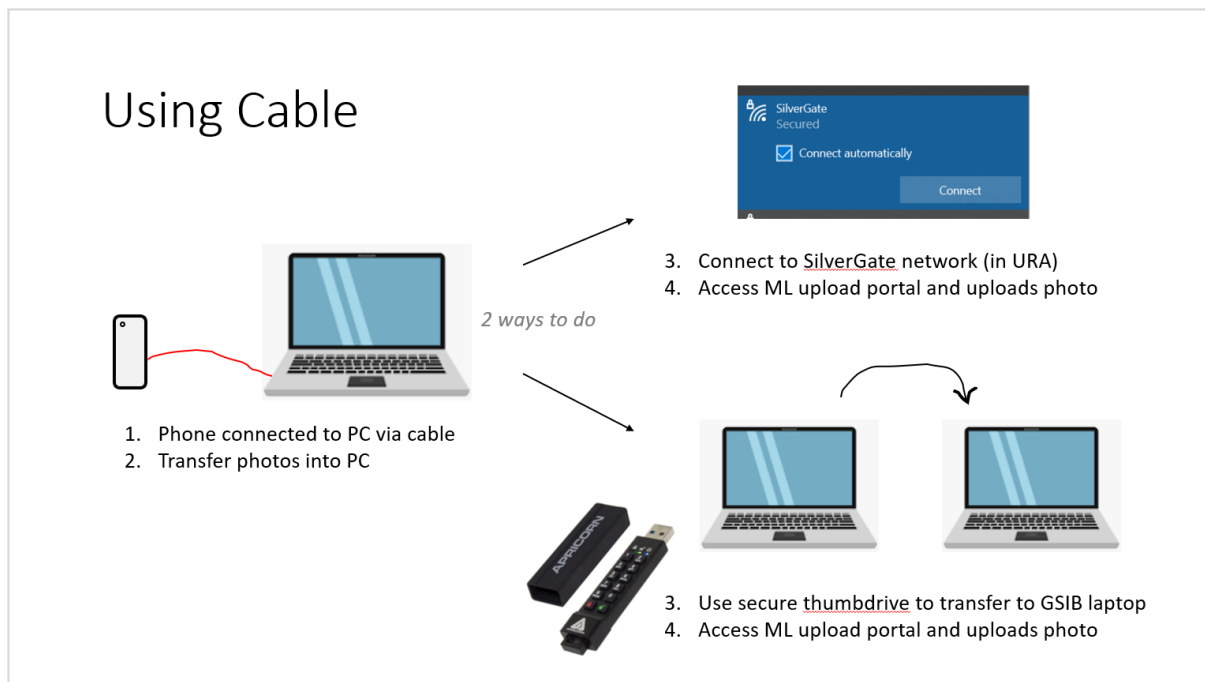 Using Cable
SilverGate
Secured
Connect automatically
Connect
2 ways to do
1. Phone connected to PC via cable
2. Transfer photos into PC
3. Connect to SilverGate network (in URA)
4. Access ML upload portal and uploads photo
APRICORN
3. Use secure thumbdrive to transfer to GSIB laptop
4. Access ML upload portal and uploads photo